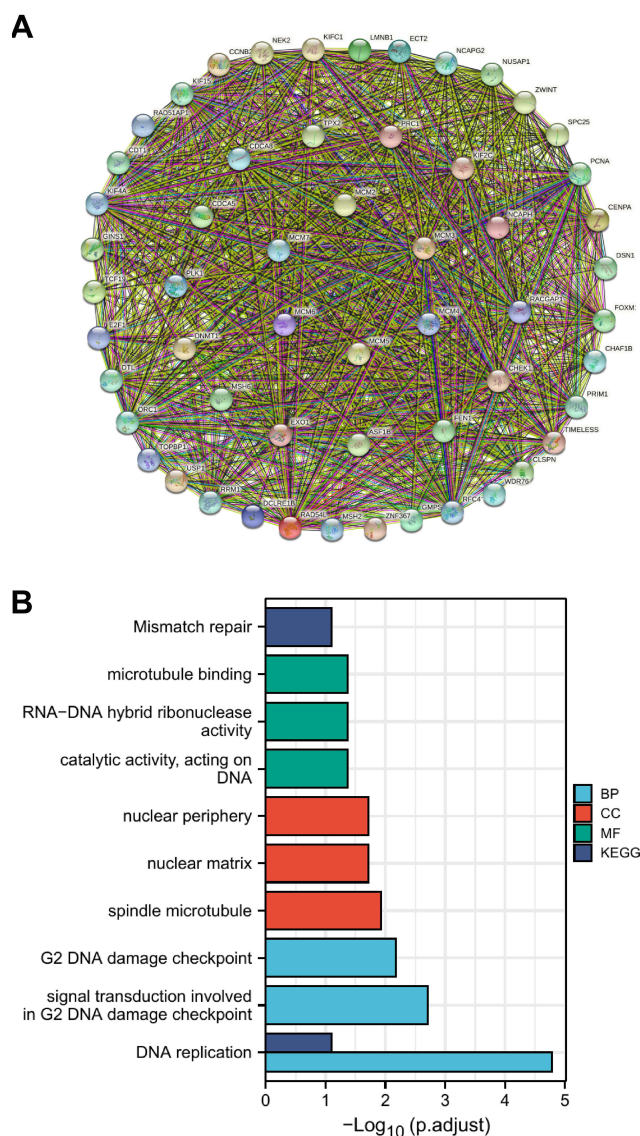 A
CCNB2
NEK2
KIFC1
LMNB1
ECT2
NCAPG2
NUSAP1
ZWINT
SPC25
PCNA
CENPA
DSN1
CHAF1B
PRIM1
TIMELESS
CLSPN
WDR76
RFC4
GMPS
ZNF367
MSH2
RAD54L
DCLRE1B
RRM1
USP1
TOPBP1
ORC1
DTL
E2F1
TCF19
GINS1
KIF4A
CDT1
RAD51AP1
KIF15
TPX2
PRC1
KIF2C
CDCA5
MCM2
NCAPH
MCM7
MCM3
PLK1
RACGAP1
MCM6
MCM4
DNMT1
MCM5
CHEK1
MSH6
EXO1
ASF1B
FEN1
B
Mismatch repair
microtubule binding
RNA−DNA hybrid ribonuclease
activity
catalytic activity, acting on
DNA
nuclear periphery
nuclear matrix
spindle microtubule
G2 DNA damage checkpoint
signal transduction involved
in G2 DNA damage checkpoint
DNA replication
BP
CC
MF
KEGG
0 1 2 3 4 5
−Log10 (p.adjust)